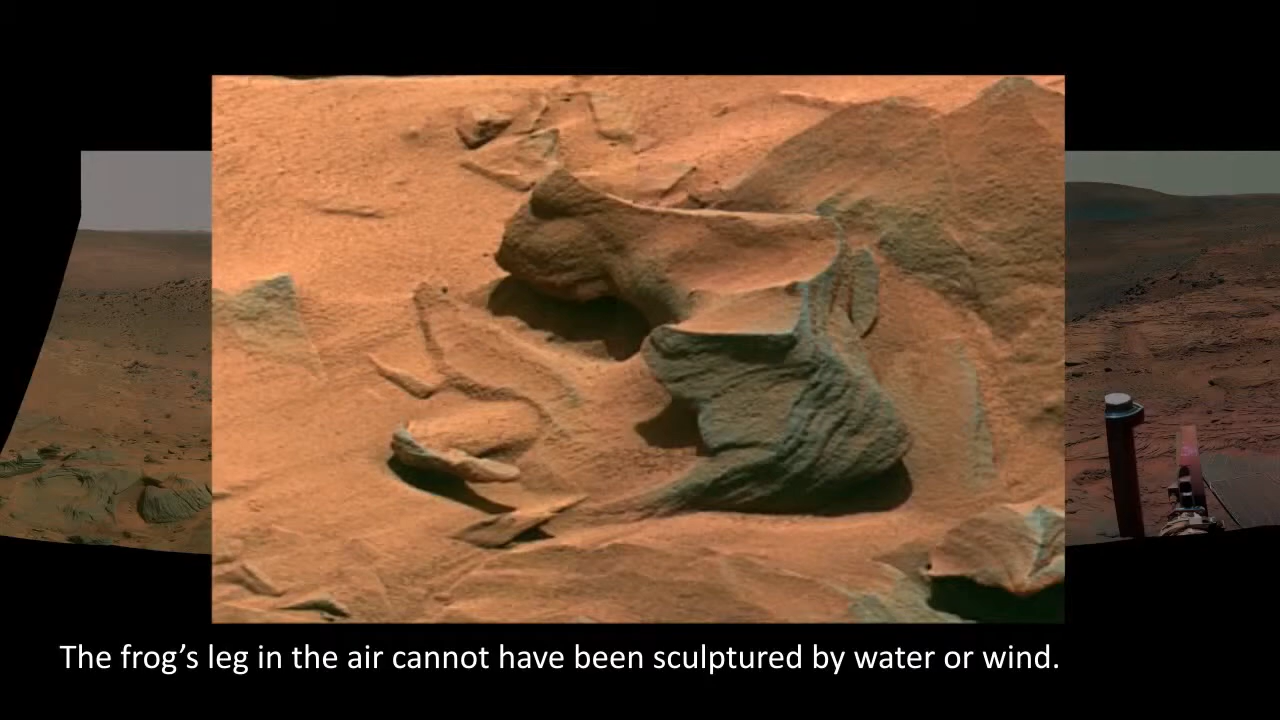 The frog’s leg in the air cannot have been sculptured by water or wind.